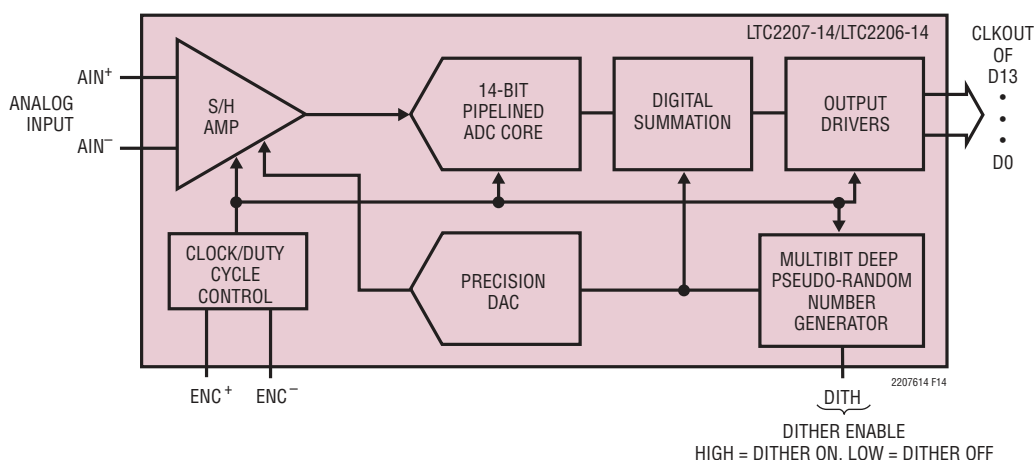 LTC2207-14/LTC2206-14
AIN+
ANALOG
INPUT
AIN−
S/H
AMP
14-BIT
PIPELINED
ADC CORE
DIGITAL
SUMMATION
OUTPUT
DRIVERS
CLKOUT
OF
D13
•
•
•
D0
CLOCK/DUTY
CYCLE
CONTROL
PRECISION
DAC
MULTIBIT DEEP
PSEUDO-RANDOM
NUMBER
GENERATOR
ENC+ ENC−
2207614 F14
DITH
DITHER ENABLE
HIGH = DITHER ON, LOW = DITHER OFF